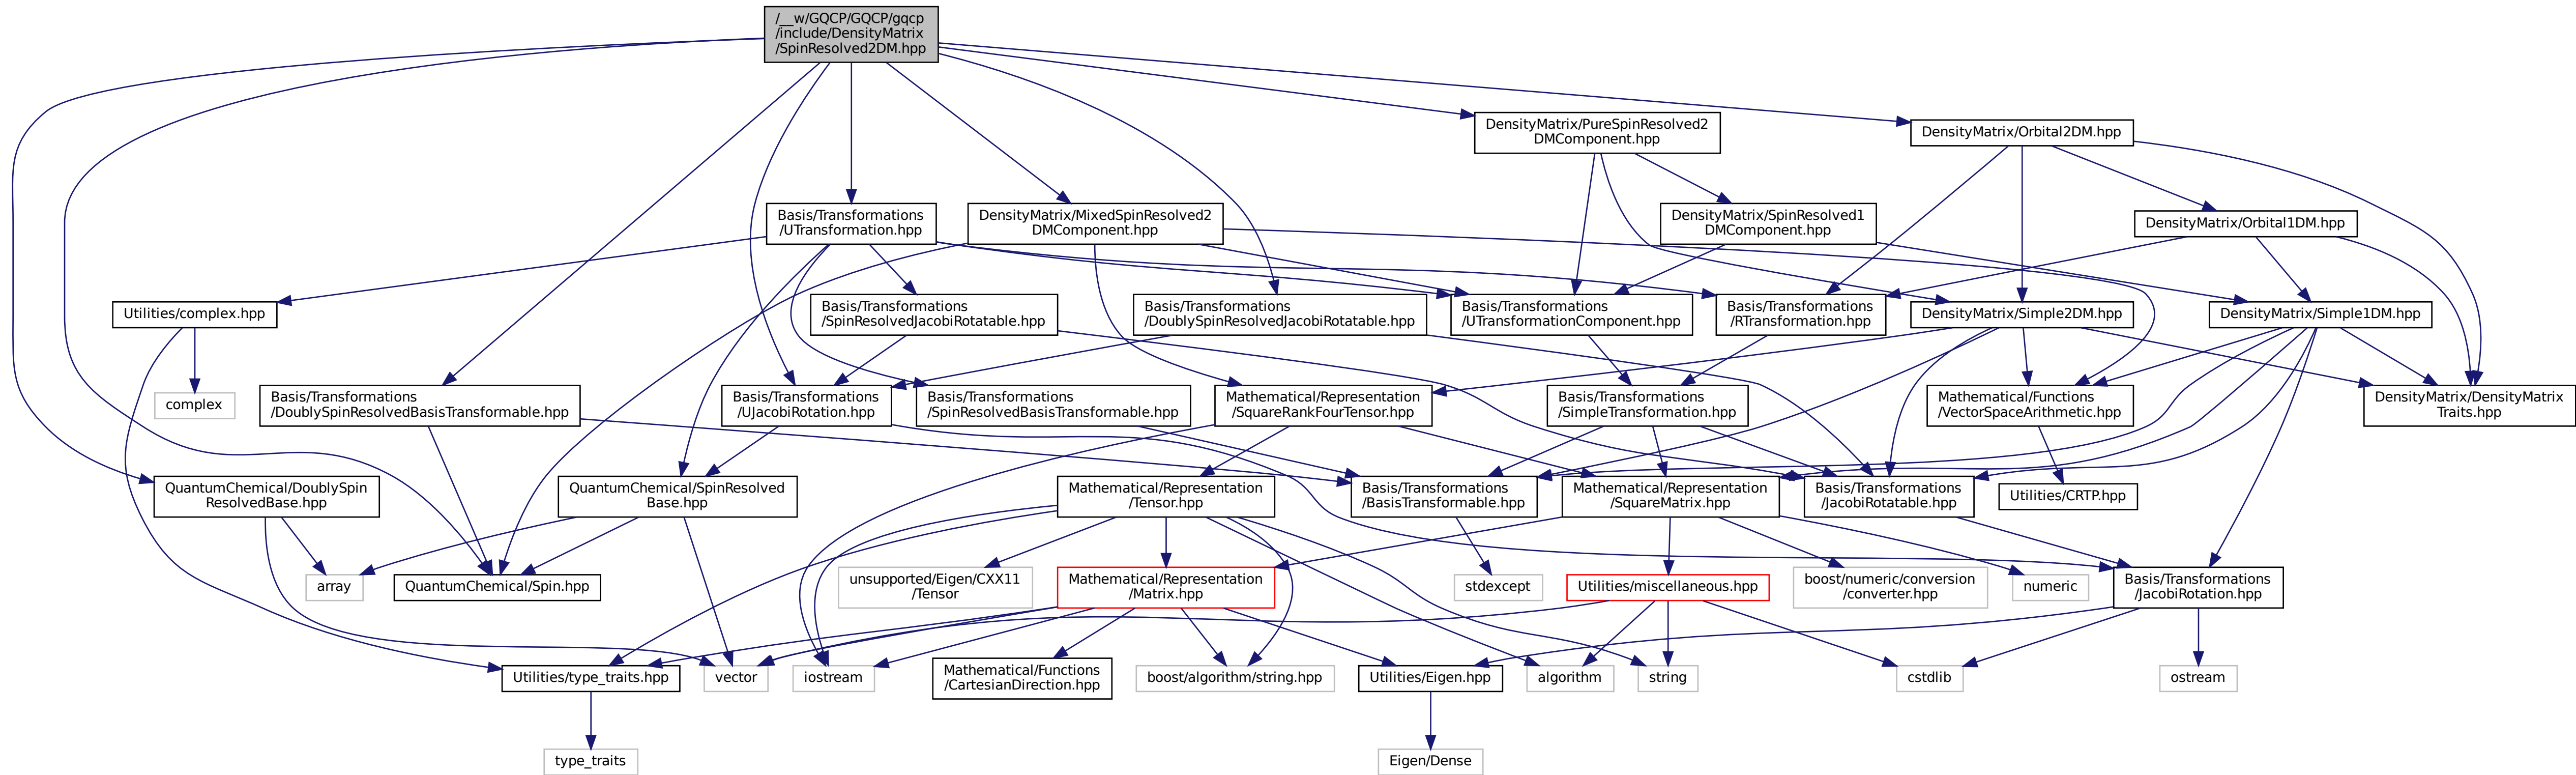 /__w/GQCP/GQCP/gqcp
/include/DensityMatrix
/SpinResolved2DM.hpp
DensityMatrix/PureSpinResolved2
DMComponent.hpp
DensityMatrix/Orbital2DM.hpp
Basis/Transformations
/UTransformation.hpp
DensityMatrix/MixedSpinResolved2
DMComponent.hpp
DensityMatrix/SpinResolved1
DMComponent.hpp
DensityMatrix/Orbital1DM.hpp
Utilities/complex.hpp
Basis/Transformations
/SpinResolvedJacobiRotatable.hpp
Basis/Transformations
/DoublySpinResolvedJacobiRotatable.hpp
Basis/Transformations
/UTransformationComponent.hpp
Basis/Transformations
/RTransformation.hpp
DensityMatrix/Simple2DM.hpp
DensityMatrix/Simple1DM.hpp
complex
Basis/Transformations
/DoublySpinResolvedBasisTransformable.hpp
Basis/Transformations
/UJacobiRotation.hpp
Basis/Transformations
/SpinResolvedBasisTransformable.hpp
Mathematical/Representation
/SquareRankFourTensor.hpp
Basis/Transformations
/SimpleTransformation.hpp
Mathematical/Functions
/VectorSpaceArithmetic.hpp
DensityMatrix/DensityMatrix
Traits.hpp
QuantumChemical/DoublySpin
ResolvedBase.hpp
QuantumChemical/SpinResolved
Base.hpp
Mathematical/Representation
/Tensor.hpp
Basis/Transformations
/BasisTransformable.hpp
Mathematical/Representation
/SquareMatrix.hpp
Basis/Transformations
/JacobiRotatable.hpp
Utilities/CRTP.hpp
array
QuantumChemical/Spin.hpp
unsupported/Eigen/CXX11
/Tensor
Mathematical/Representation
/Matrix.hpp
stdexcept
Utilities/miscellaneous.hpp
boost/numeric/conversion
/converter.hpp
numeric
Basis/Transformations
/JacobiRotation.hpp
Utilities/type_traits.hpp
vector
iostream
Mathematical/Functions
/CartesianDirection.hpp
boost/algorithm/string.hpp
Utilities/Eigen.hpp
algorithm
string
cstdlib
ostream
type_traits
Eigen/Dense